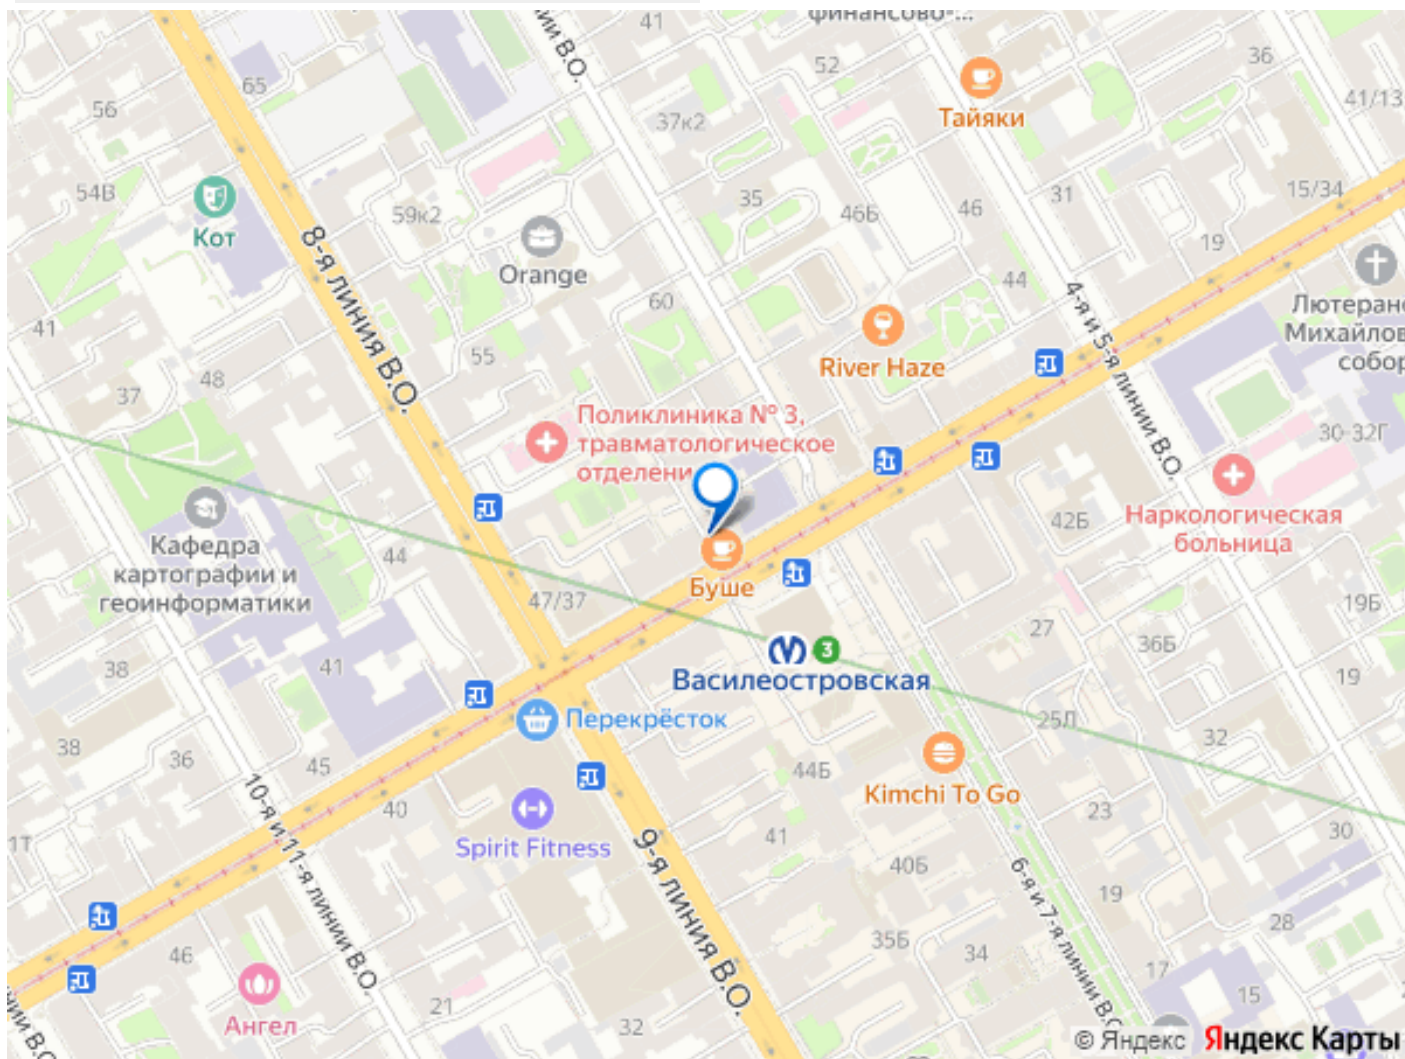 финансово-...
41
ИИ В.О.
52
36
65
Тайяки
41/13
56
37к2
54В
35
31
15/34
59к2
46Б
46
Кот
19
8-я линия В.О.
Orange
44
4-я и 5-я линии В.О.
60
Лютеранс
Михайлов
собор
41
55
River Haze
48
37
Поликлиника № 3,
травматологическое
отделени
30-32Г
42Б
Наркологическая
больница
Кафедра
картографии и
геоинформатики
44
Буше
47/37
19Б
27
36Б
3
Василеостровская
41
38
19
Перекрёсток
25Л
32
38
36
45
44Б
Kimchi To Go
10-я и 11-я линии В.О.
40
23
1Т
Spirit Fitness
41
30
9-я линия В.О.
40Б
6-я и 7-я линии В.О.
19
28
35Б
34
46
17
15
21
Ангел
32
ИИ В.О.
© Яндекс Яндекс Карты